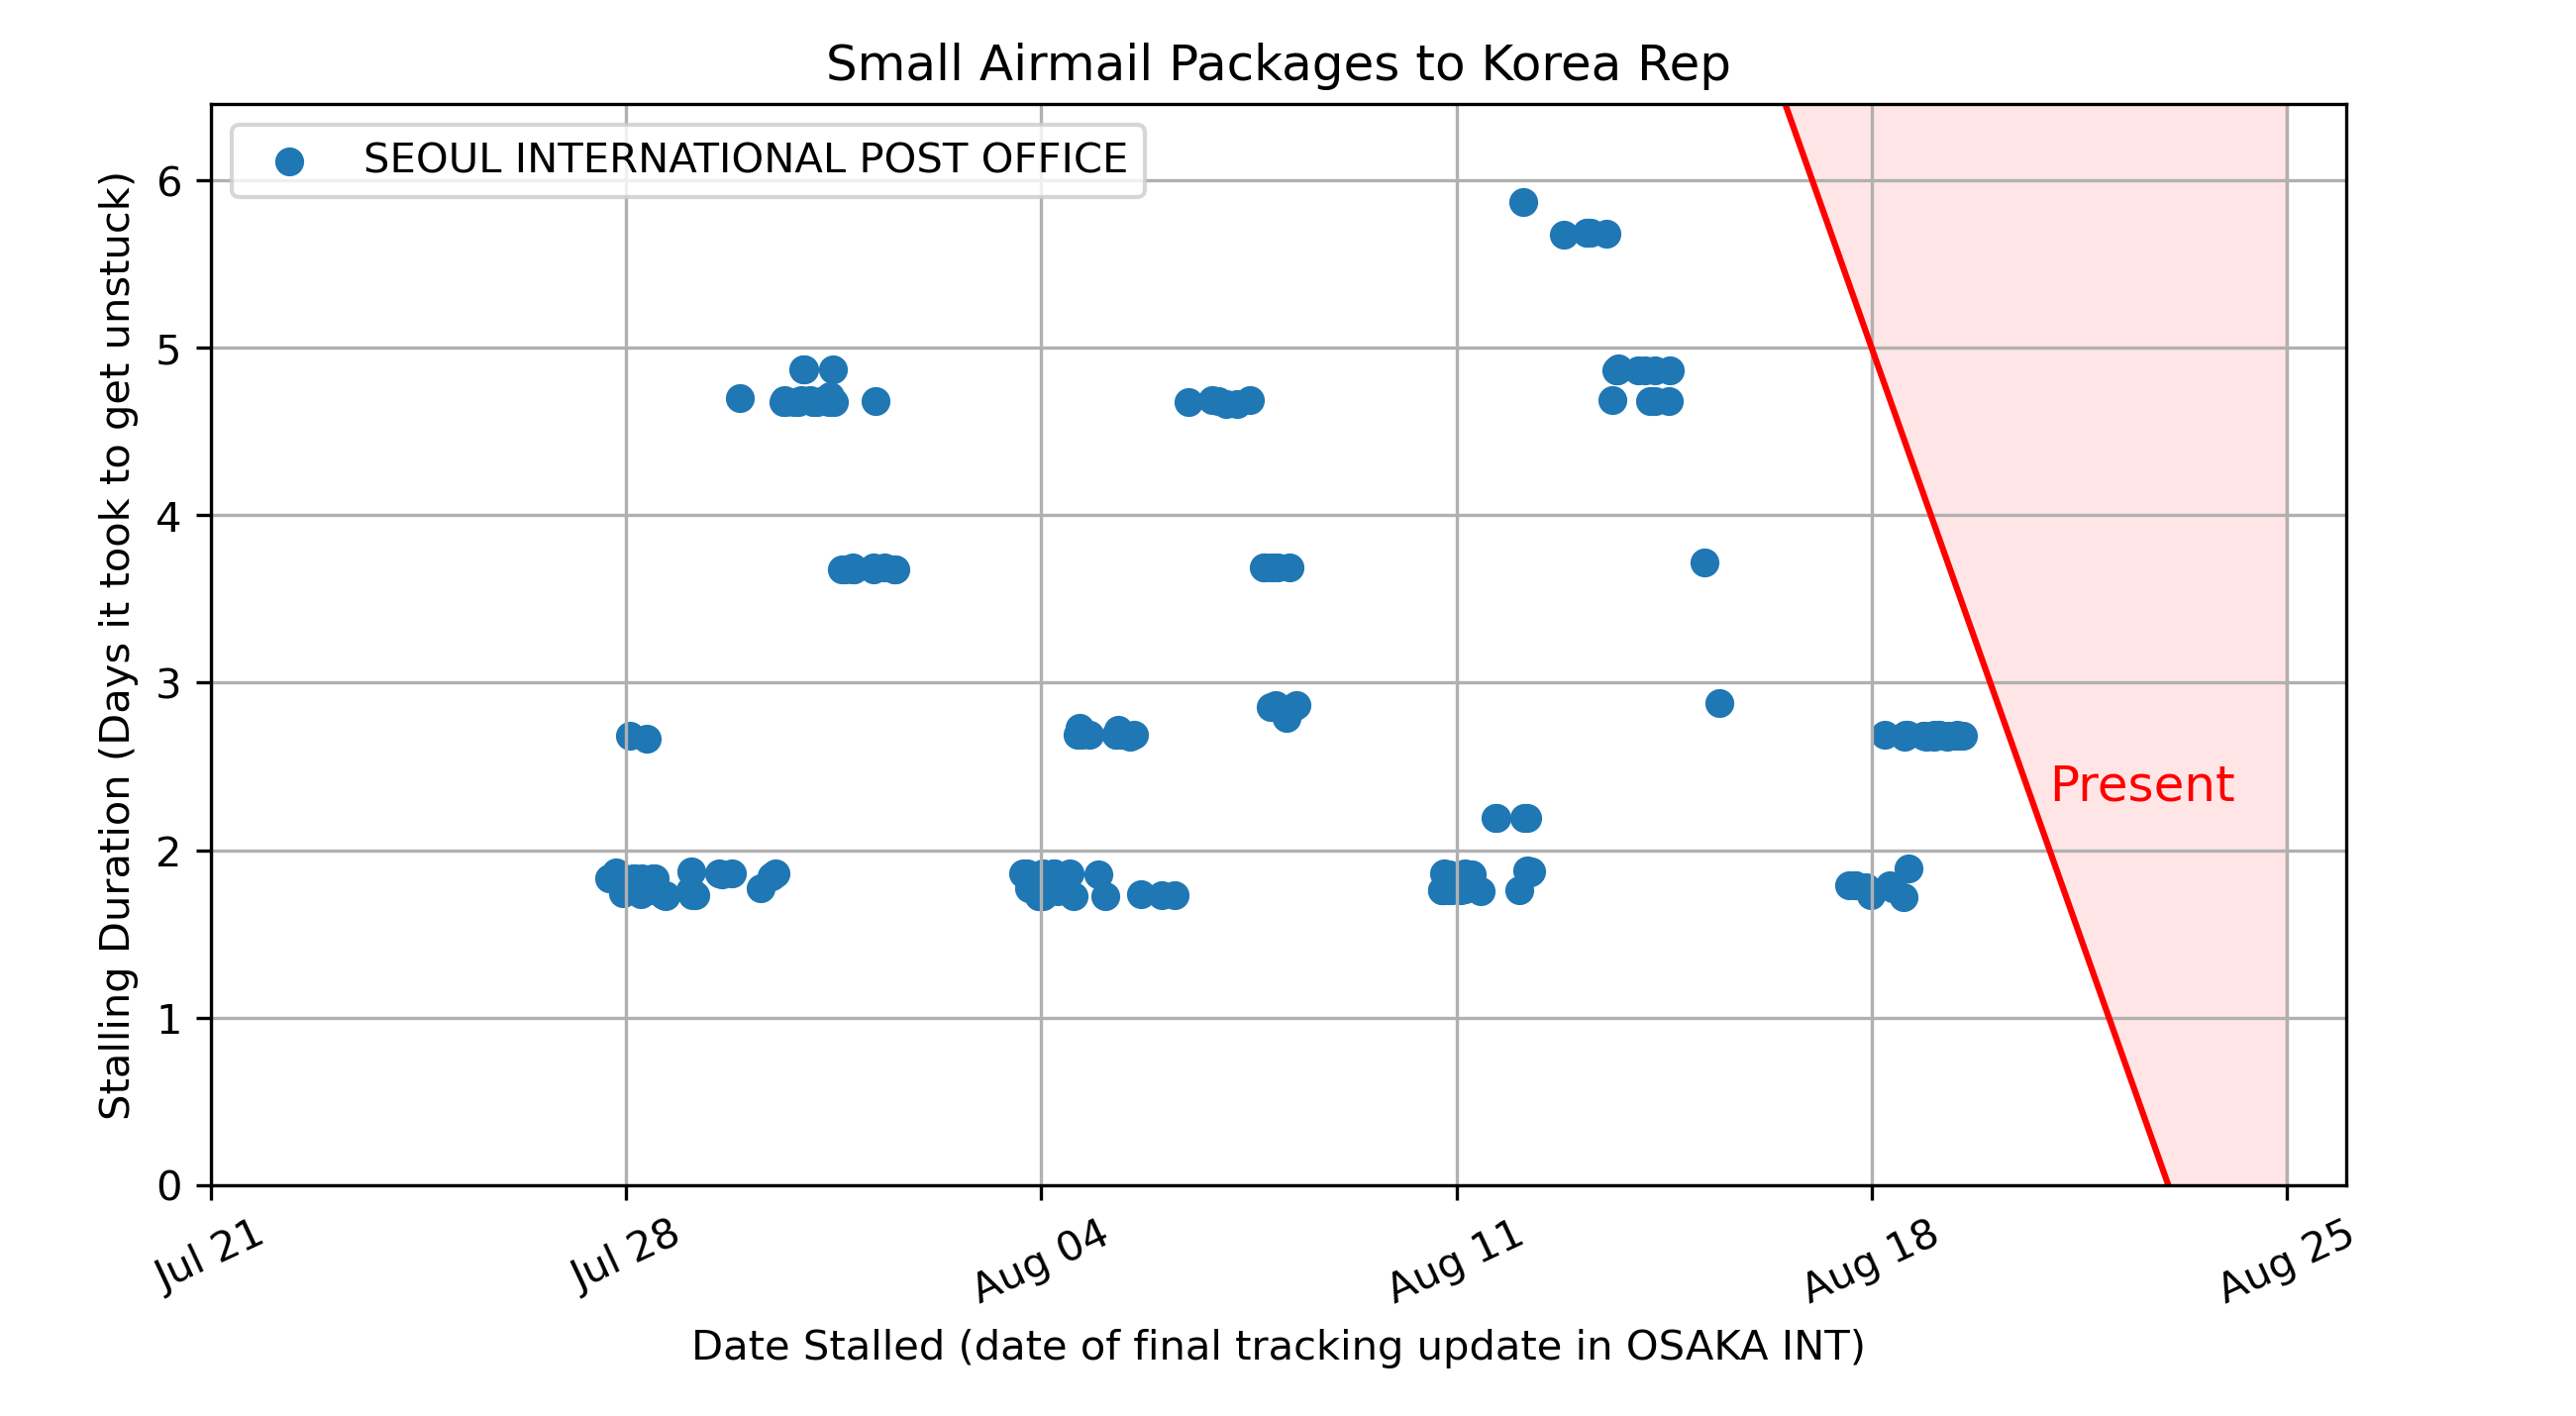 Small Airmail Packages to Korea Rep
SEOUL INTERNATIONAL POST OFFICE
Stalling Duration (Days it took to get unstuck)
6
5
4
3
2
1
0
Present
Jul 21
Jul 28
Aug 04
Aug 11
Aug 18
Aug 25
Date Stalled (date of final tracking update in OSAKA INT)